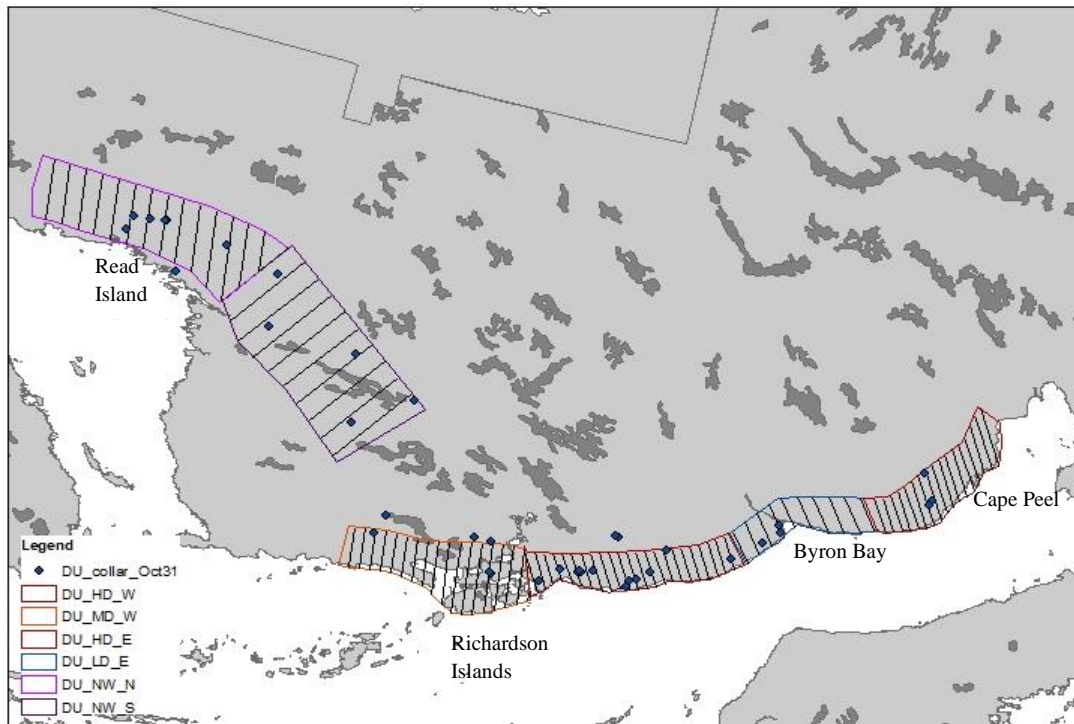 Read
Island
Cape Peel
Byron Bay
Richardson
Islands
Legend
DU_collar_Oct31
DU_HD_W
DU_MD_W
DU_HD_E
DU_LD_E
DU_NW_N
DU_NW_S